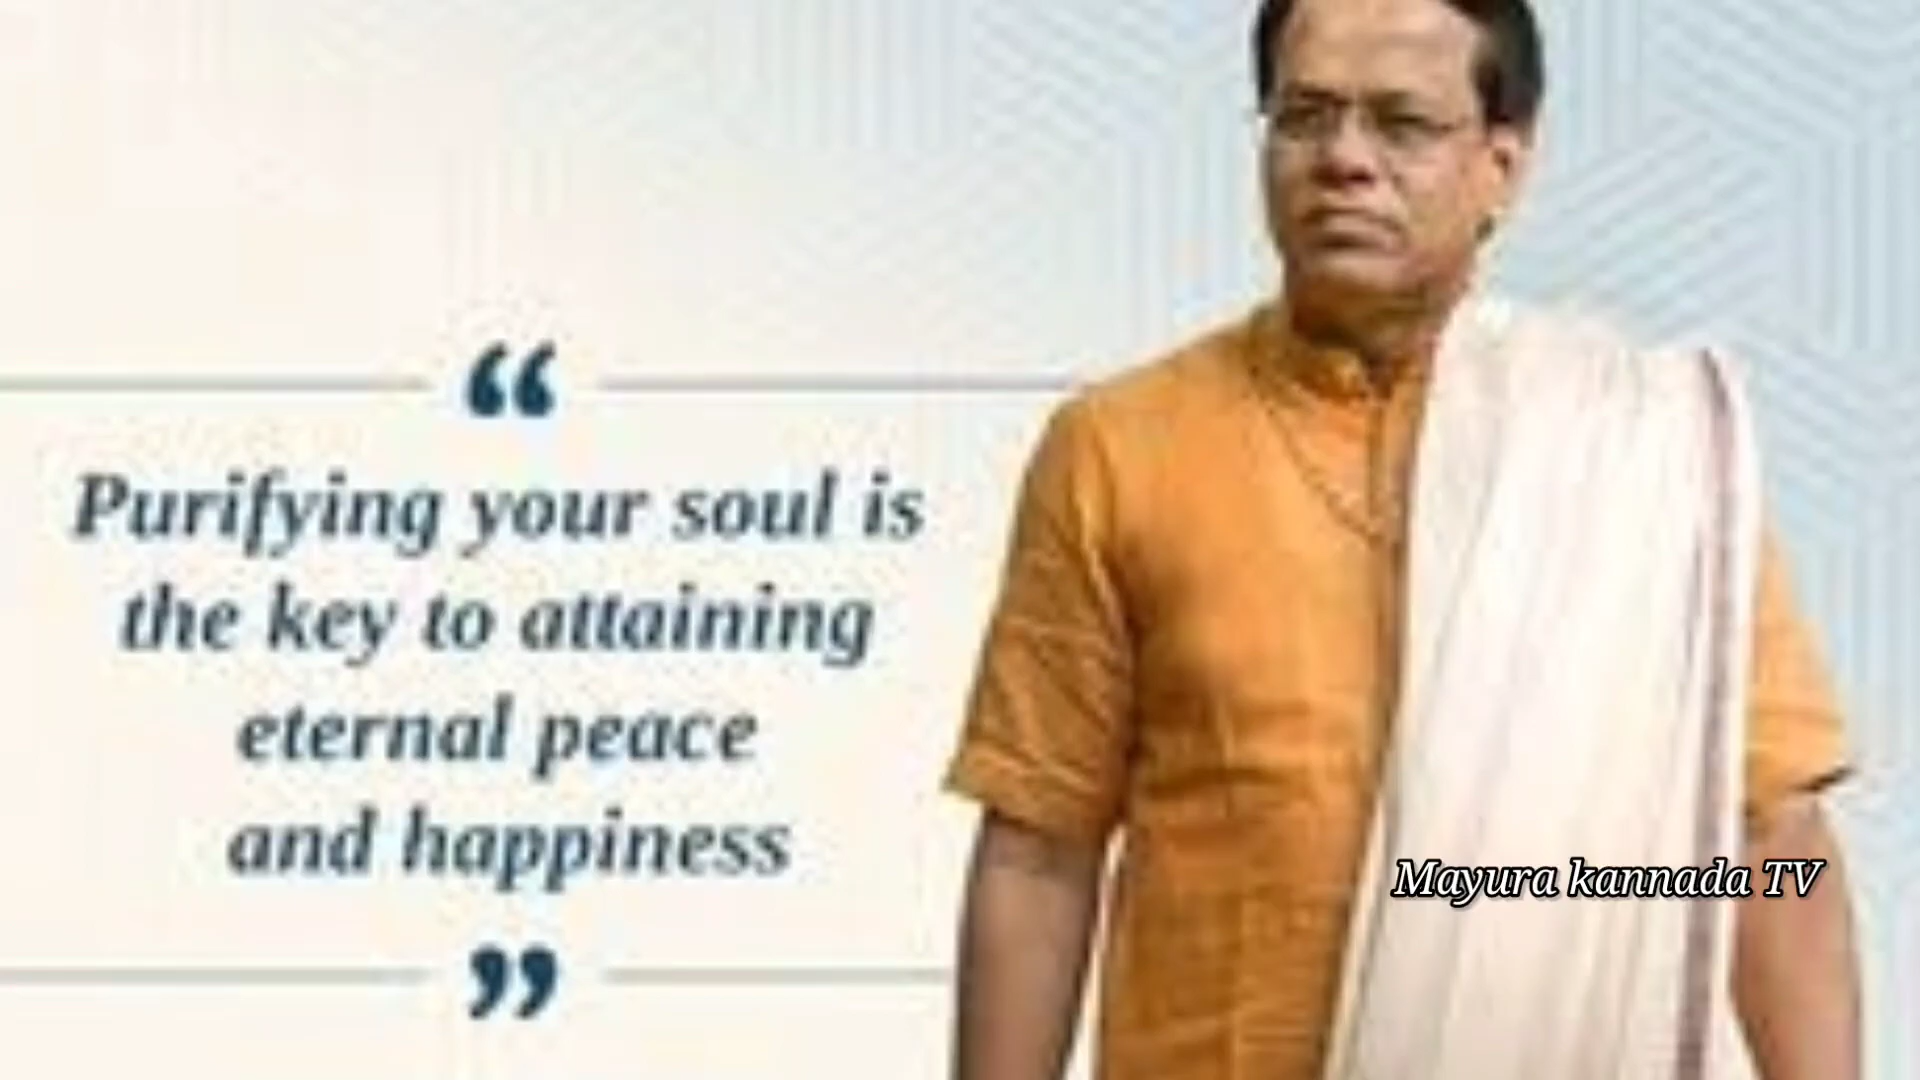 “
Purifying your soul is
the key to attaining
eternal peace
and happiness
”
Mayura kannada TV